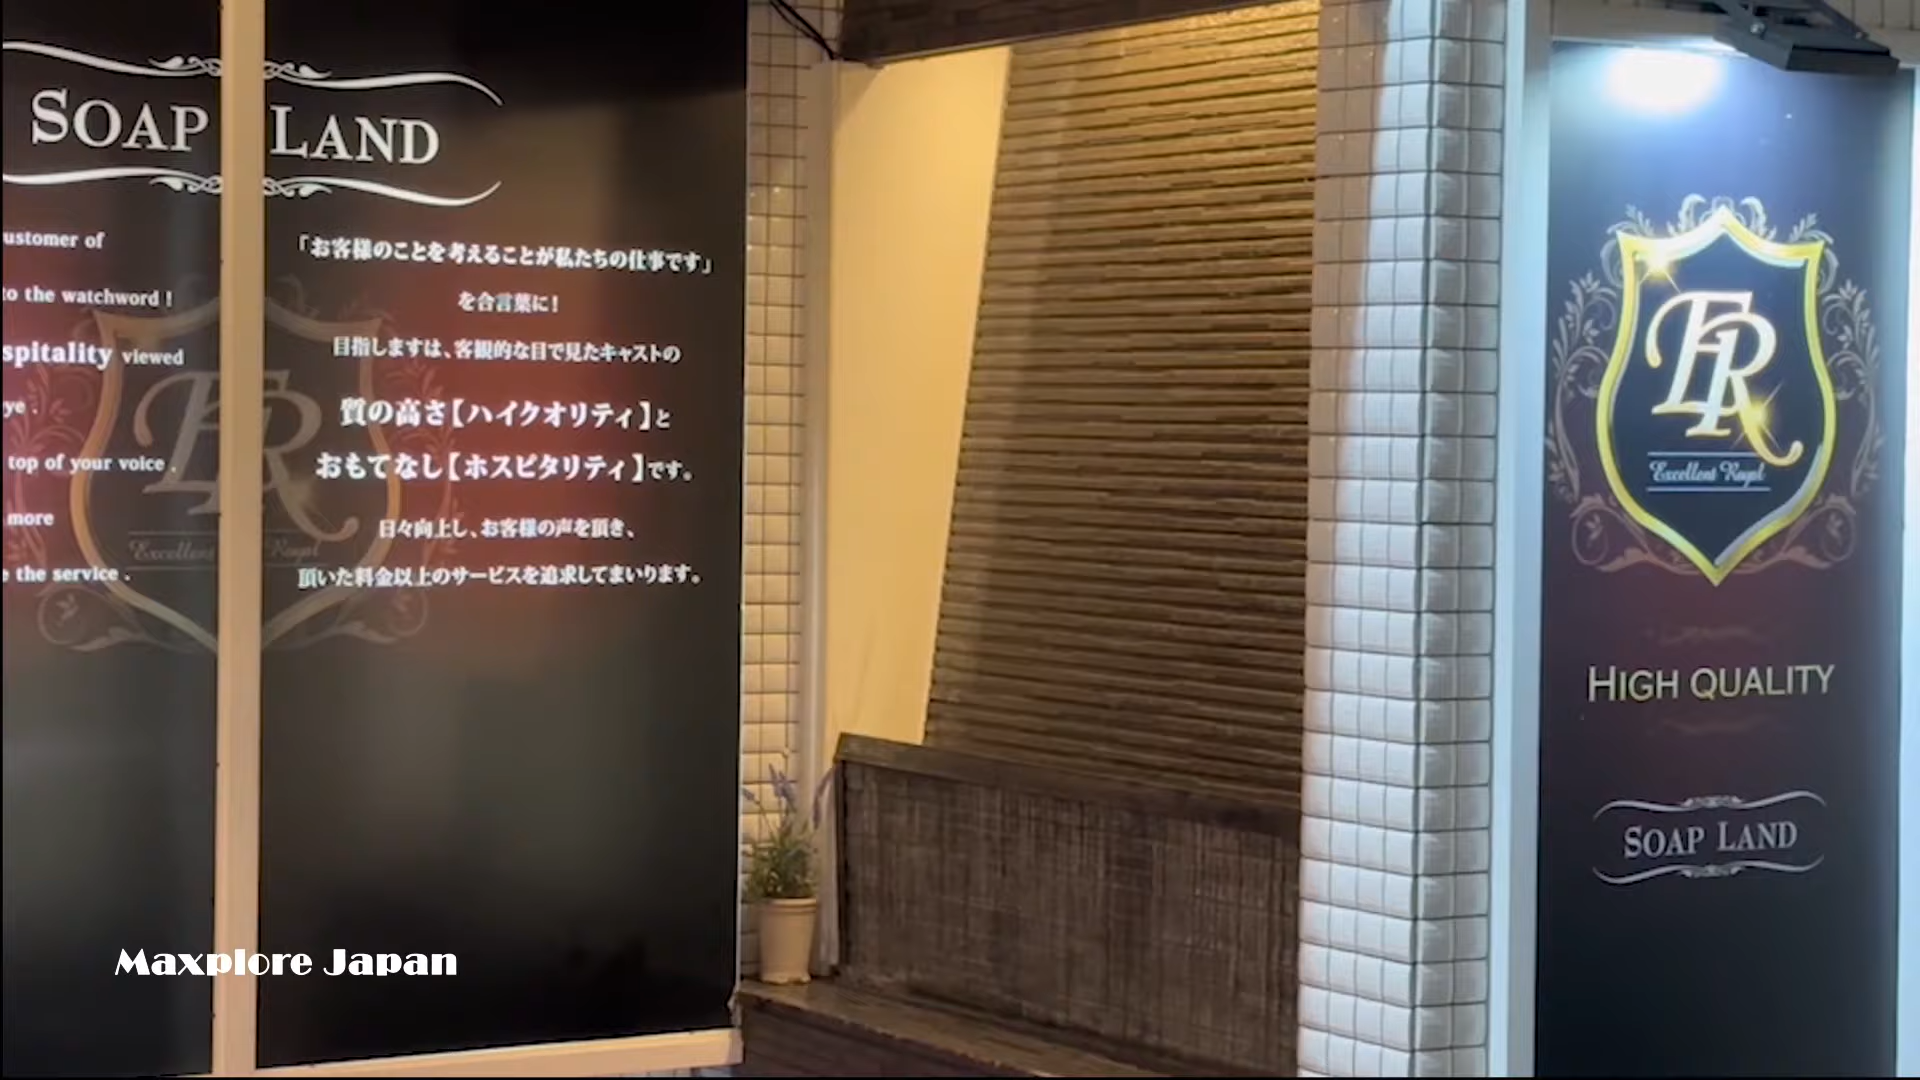 SOAP LAND
ustomer of
to the watchword !
spitality viewed
ye .
top of your voice .
more
e the service .
「お客様のことを考えることが私たちの仕事です」
を合言葉に!
目指しますは、客観的な目で見たキャストの
質の高さ【ハイクオリティ】と
おもてなし【ホスピタリティ】です。
日々向上し、お客様の声を頂き、
頂いた料金以上のサービスを追求してまいります。
ER
Excellent Royal
Maxplore Japan
ER
Excellent Royal
HIGH QUALITY
SOAP LAND